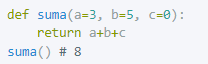 def suma(a=3, b=5, c=0):
    return a+b+c
suma() # 8